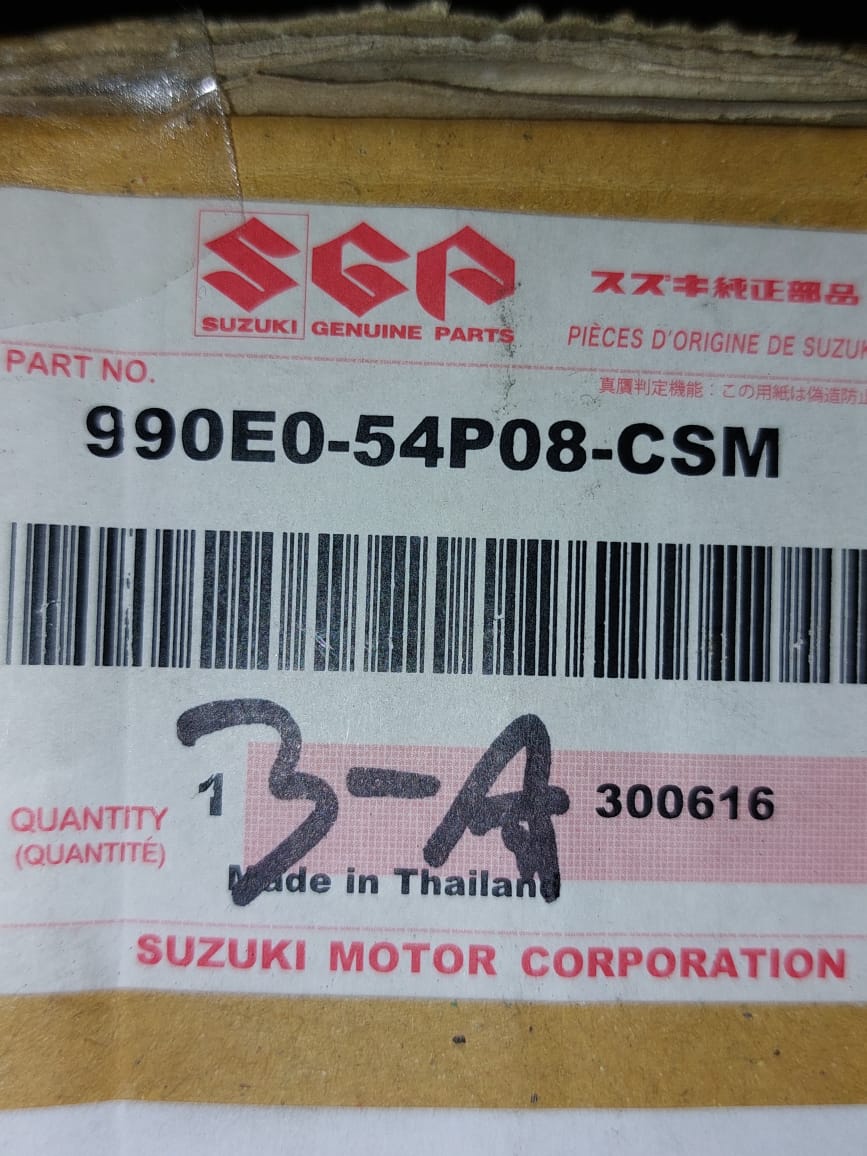 SUZUKI
SGP
GENUINE PARTS
スズキ純正部品
PIÈCES D'ORIGINE DE
PART NO.
真贋判定機能：この用紙は偽造防止
990E0-54P08-CSM
3-A
1
300616
QUANTITY
(QUANTITÉ)
Made in Thailand
SUZUKI MOTOR CORPORATION